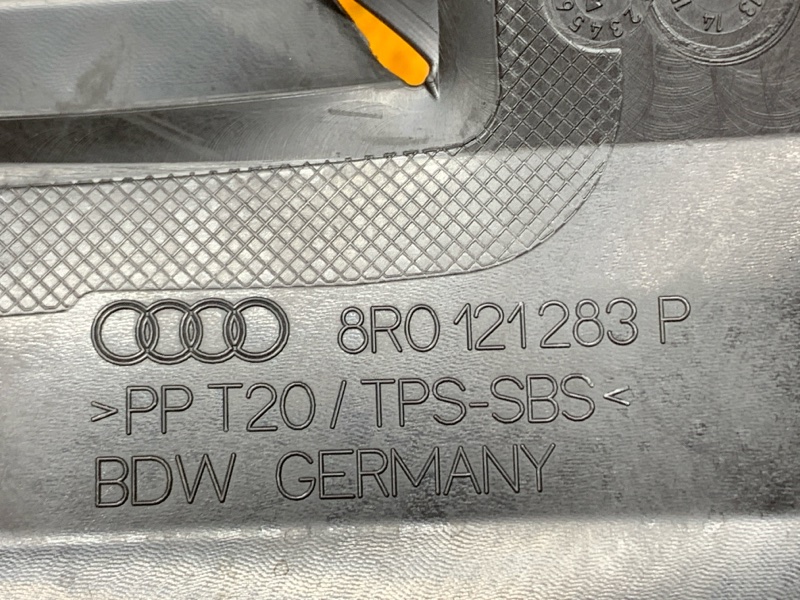 8R0 121 283 P
>PP T20 / TPS-SBS<
BDW GERMANY